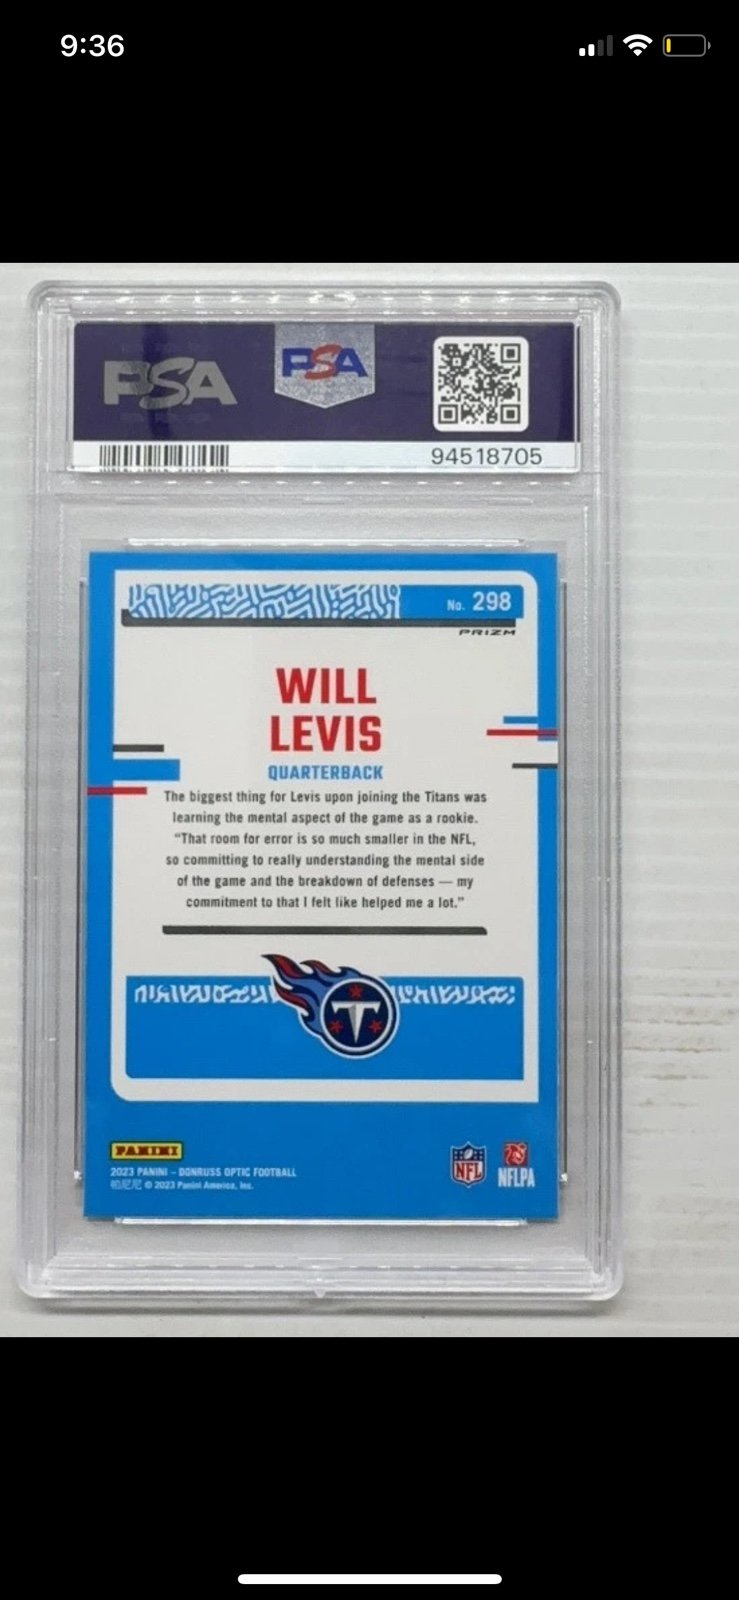 9:36
PSA
PSA
94518705
No. 298
PRIZM
WILL
LEVIS
QUARTERBACK
The biggest thing for Levis upon joining the Titans was
learning the mental aspect of the game as a rookie.
“That room for error is so much smaller in the NFL,
so committing to really understanding the mental side
of the game and the breakdown of defenses — my
commitment to that I felt like helped me a lot.”
T
PANINI
2023 PANINI – DONRUSS OPTIC FOOTBALL
帕尼尼 © 2023 Panini America, Inc.
NFL
NFLPA